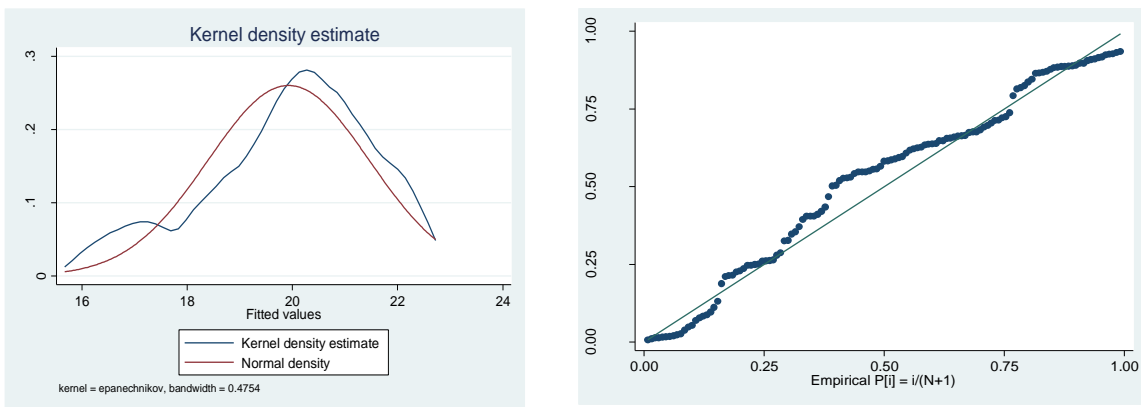 Kernel density estimate
.3
.2
.1
0
16 18 20 22 24
Fitted values
Kernel density estimate
Normal density
kernel = epanechnikov, bandwidth = 0.4754
1.00
0.75
0.50
0.25
0.00
0.00 0.25 0.50 0.75 1.00
Empirical P[i] = i/(N+1)